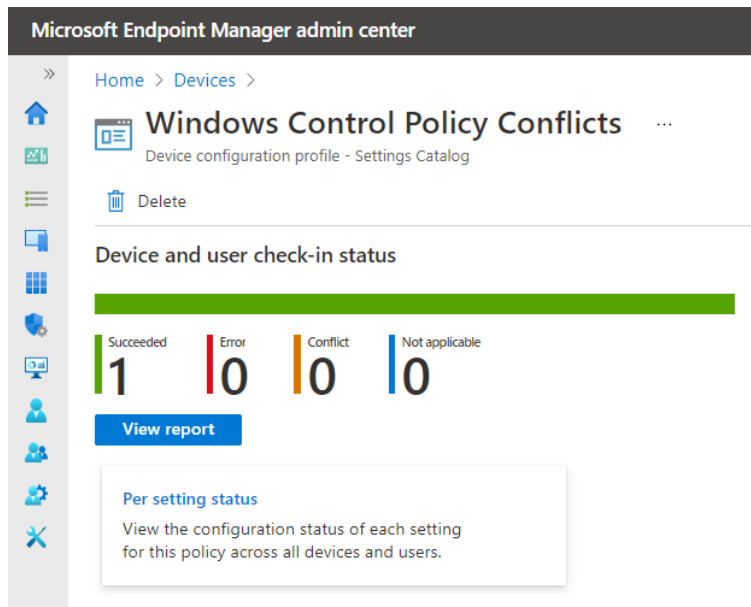 Microsoft Endpoint Manager admin center
Home > Devices >
Windows Control Policy Conflicts ...
Device configuration profile - Settings Catalog
Delete
Device and user check-in status
Succeeded Error Conflict Not applicable
1 0 0 0
View report
Per setting status
View the configuration status of each setting
for this policy across all devices and users.